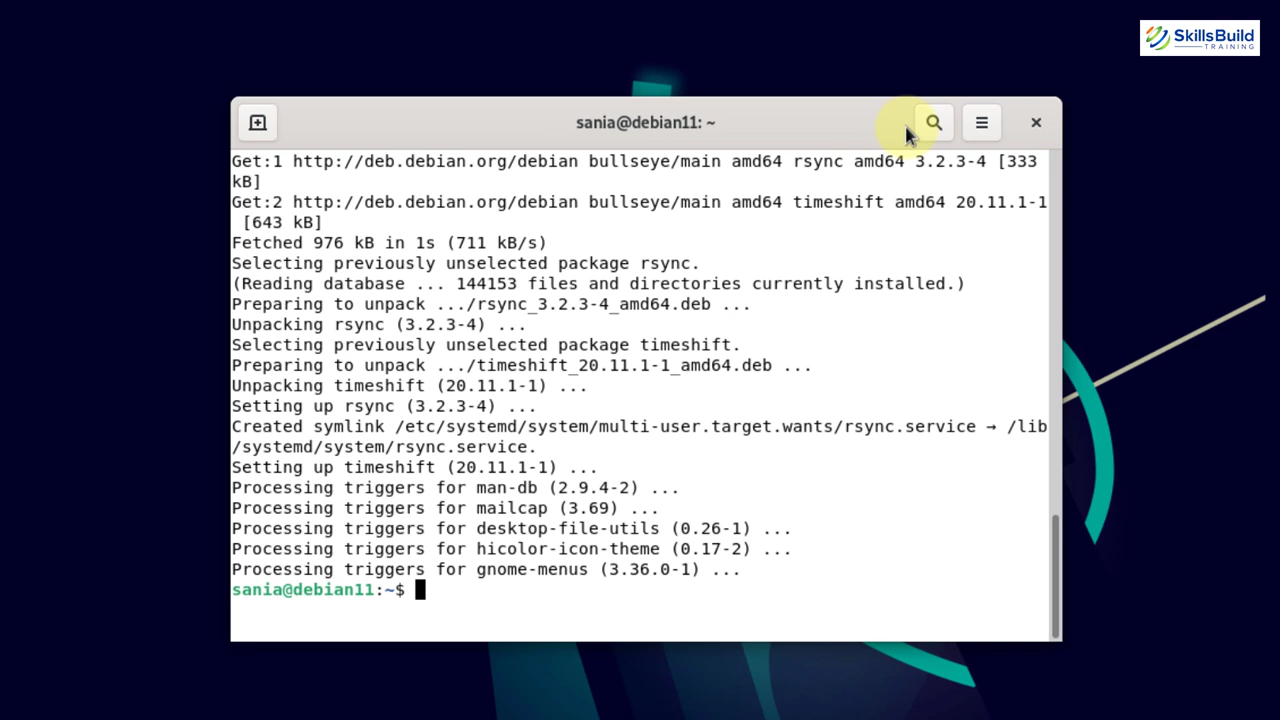 SkillsBuild
TRAINING
sania@debian11: ~
Get:1 http://deb.debian.org/debian bullseye/main amd64 rsync amd64 3.2.3-4 [333
kB]
Get:2 http://deb.debian.org/debian bullseye/main amd64 timeshift amd64 20.11.1-1
[643 kB]
Fetched 976 kB in 1s (711 kB/s)
Selecting previously unselected package rsync.
(Reading database ... 144153 files and directories currently installed.)
Preparing to unpack .../rsync_3.2.3-4_amd64.deb ...
Unpacking rsync (3.2.3-4) ...
Selecting previously unselected package timeshift.
Preparing to unpack .../timeshift_20.11.1-1_amd64.deb ...
Unpacking timeshift (20.11.1-1) ...
Setting up rsync (3.2.3-4) ...
Created symlink /etc/systemd/system/multi-user.target.wants/rsync.service → /lib
/systemd/system/rsync.service.
Setting up timeshift (20.11.1-1) ...
Processing triggers for man-db (2.9.4-2) ...
Processing triggers for mailcap (3.69) ...
Processing triggers for desktop-file-utils (0.26-1) ...
Processing triggers for hicolor-icon-theme (0.17-2) ...
Processing triggers for gnome-menus (3.36.0-1) ...
sania@debian11:~$